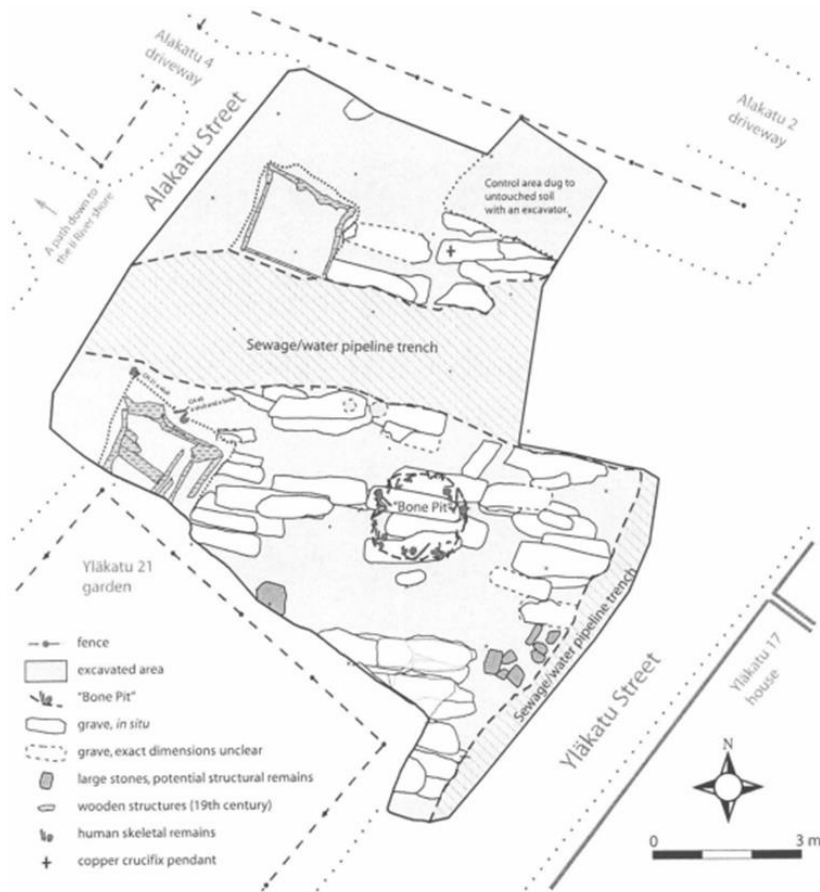 Alakatu 4
driveway
Alakatu Street
Alakatu 2
driveway
A path down to
the Ii River shore
Control area dug to
untouched soil
with an excavator.
Sewage/water pipeline trench
"Bone Pit"
Yläkatu 21
garden
Sewage/water pipeline trench
Yläkatu Street
Yläkatu 17
house
fence
excavated area
"Bone Pit"
grave, in situ
grave, exact dimensions unclear
large stones, potential structural remains
wooden structures (19th century)
human skeletal remains
copper crucifix pendant
N
0 3 m